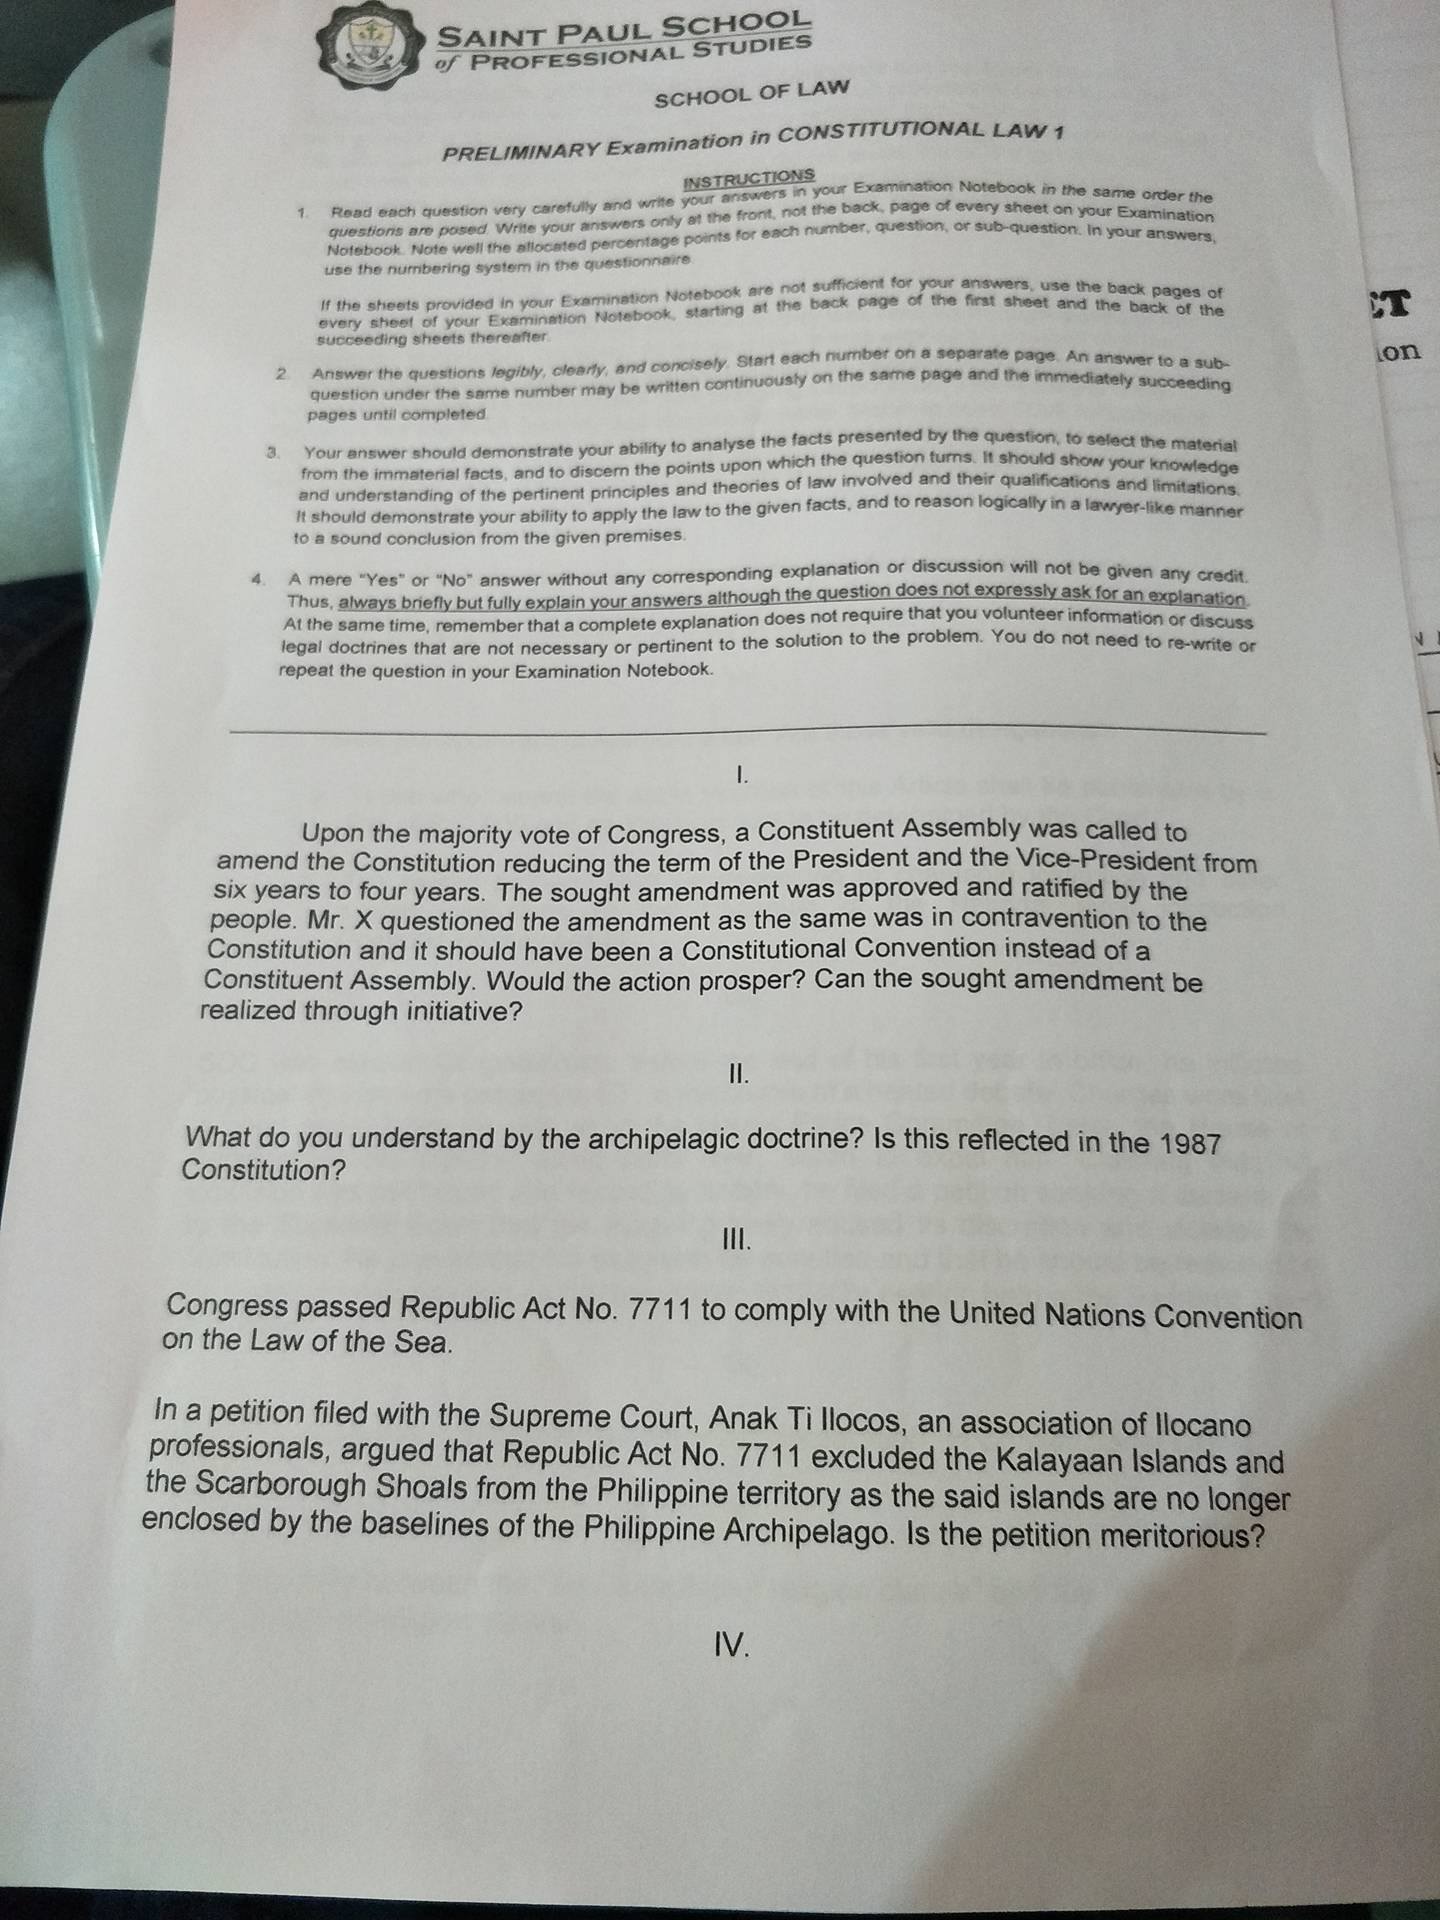 SAINT PAUL SCHOOL
of PROFESSIONAL STUDIES
SCHOOL OF LAW
PRELIMINARY Examination in CONSTITUTIONAL LAW 1
INSTRUCTIONS
1. Read each question very carefully and write your answers in your Examination Notebook in the same order the
questions are posed. Write your answers only at the front, not the back, page of every sheet on your Examination
Notebook. Note well the allocated percentage points for each number, question, or sub-question. In your answers,
use the numbering system in the questionnaire
If the sheets provided in your Examination Notebook are not sufficient for your answers, use the back pages of
every sheet of your Examination Notebook, starting at the back page of the first sheet and the back of the
succeeding sheets thereafter.
2. Answer the questions legibly, clearly, and concisely. Start each number on a separate page. An answer to a sub-
question under the same number may be written continuously on the same page and the immediately succeeding
pages until completed
3. Your answer should demonstrate your ability to analyse the facts presented by the question, to select the material
from the immaterial facts, and to discern the points upon which the question turns. It should show your knowledge
and understanding of the pertinent principles and theories of law involved and their qualifications and limitations.
It should demonstrate your ability to apply the law to the given facts, and to reason logically in a lawyer-like manner
to a sound conclusion from the given premises.
4. A mere "Yes" or "No" answer without any corresponding explanation or discussion will not be given any credit.
Thus, always briefly but fully explain your answers although the question does not expressly ask for an explanation.
At the same time, remember that a complete explanation does not require that you volunteer information or discuss
legal doctrines that are not necessary or pertinent to the solution to the problem. You do not need to re-write or
repeat the question in your Examination Notebook.
I.
Upon the majority vote of Congress, a Constituent Assembly was called to
amend the Constitution reducing the term of the President and the Vice-President from
six years to four years. The sought amendment was approved and ratified by the
people. Mr. X questioned the amendment as the same was in contravention to the
Constitution and it should have been a Constitutional Convention instead of a
Constituent Assembly. Would the action prosper? Can the sought amendment be
realized through initiative?
II.
What do you understand by the archipelagic doctrine? Is this reflected in the 1987
Constitution?
III.
Congress passed Republic Act No. 7711 to comply with the United Nations Convention
on the Law of the Sea.
In a petition filed with the Supreme Court, Anak Ti Ilocos, an association of Ilocano
professionals, argued that Republic Act No. 7711 excluded the Kalayaan Islands and
the Scarborough Shoals from the Philippine territory as the said islands are no longer
enclosed by the baselines of the Philippine Archipelago. Is the petition meritorious?
IV.